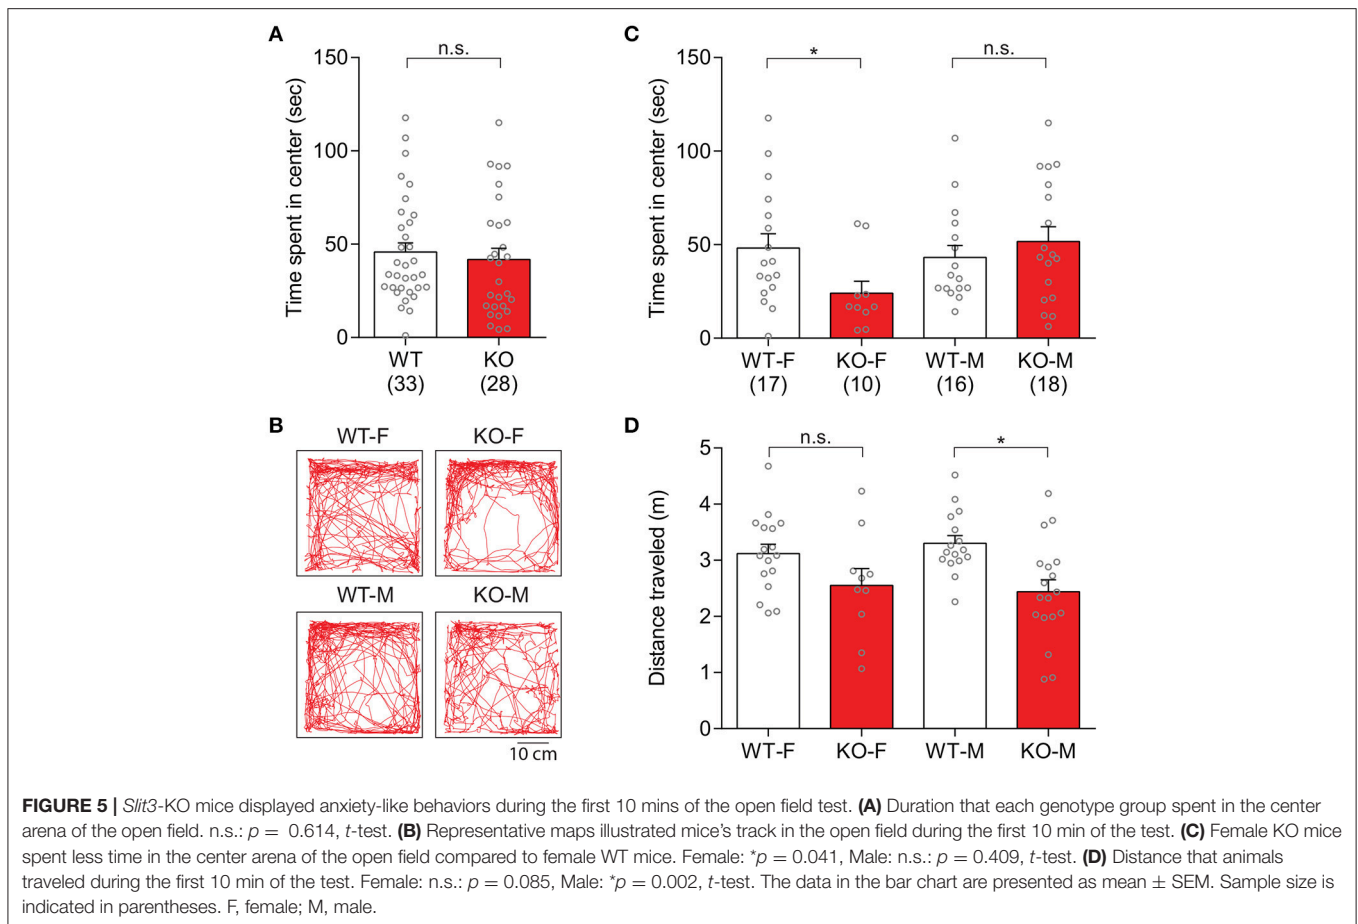 A
n.s.
150
100
50
0
Time spent in center (sec)
WT
(33)
KO
(28)
C
*
n.s.
150
100
50
0
Time spent in center (sec)
WT-F
(17)
KO-F
(10)
WT-M
(16)
KO-M
(18)
B
WT-F
KO-F
WT-M
KO-M
10 cm
D
n.s.
*
5
4
3
2
1
0
Distance traveled (m)
WT-F
KO-F
WT-M
KO-M
FIGURE 5 | Slit3-KO mice displayed anxiety-like behaviors during the first 10 mins of the open field test. (A) Duration that each genotype group spent in the center
arena of the open field. n.s.: p = 0.614, t-test. (B) Representative maps illustrated mice's track in the open field during the first 10 min of the test. (C) Female KO mice
spent less time in the center arena of the open field compared to female WT mice. Female: *p = 0.041, Male: n.s.: p = 0.409, t-test. (D) Distance that animals
traveled during the first 10 min of the test. Female: n.s.: p = 0.085, Male: *p = 0.002, t-test. The data in the bar chart are presented as mean ± SEM. Sample size is
indicated in parentheses. F, female; M, male.